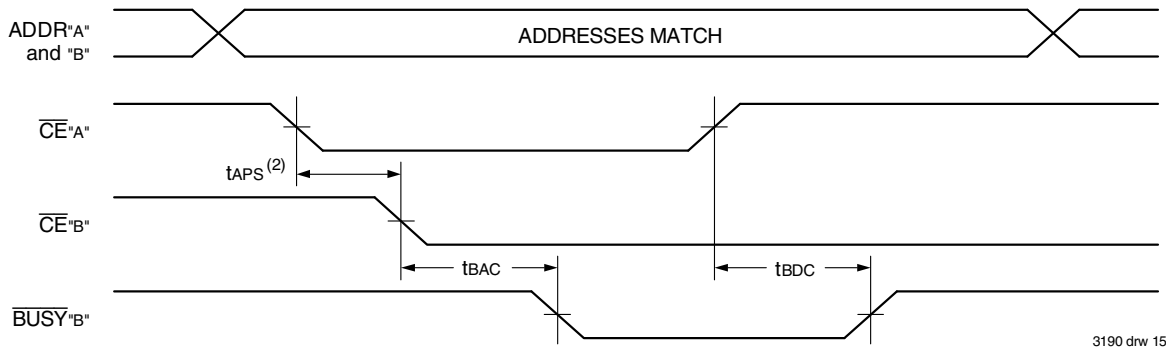 ADDR"A"
and "B"
ADDRESSES MATCH
CE"A"
tAPS (2)
CE"B"
tBAC
tBDC
BUSY"B"
3190 drw 15